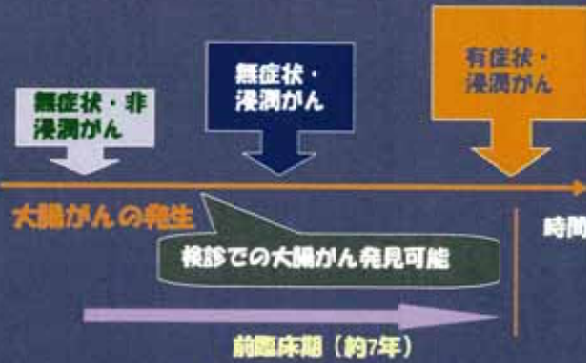 無症状・非
浸潤がん
無症状・
浸潤がん
有症状・
浸潤がん
大腸がんの発生
時間
検診での大腸がん発見可能
前臨床期（約7年）